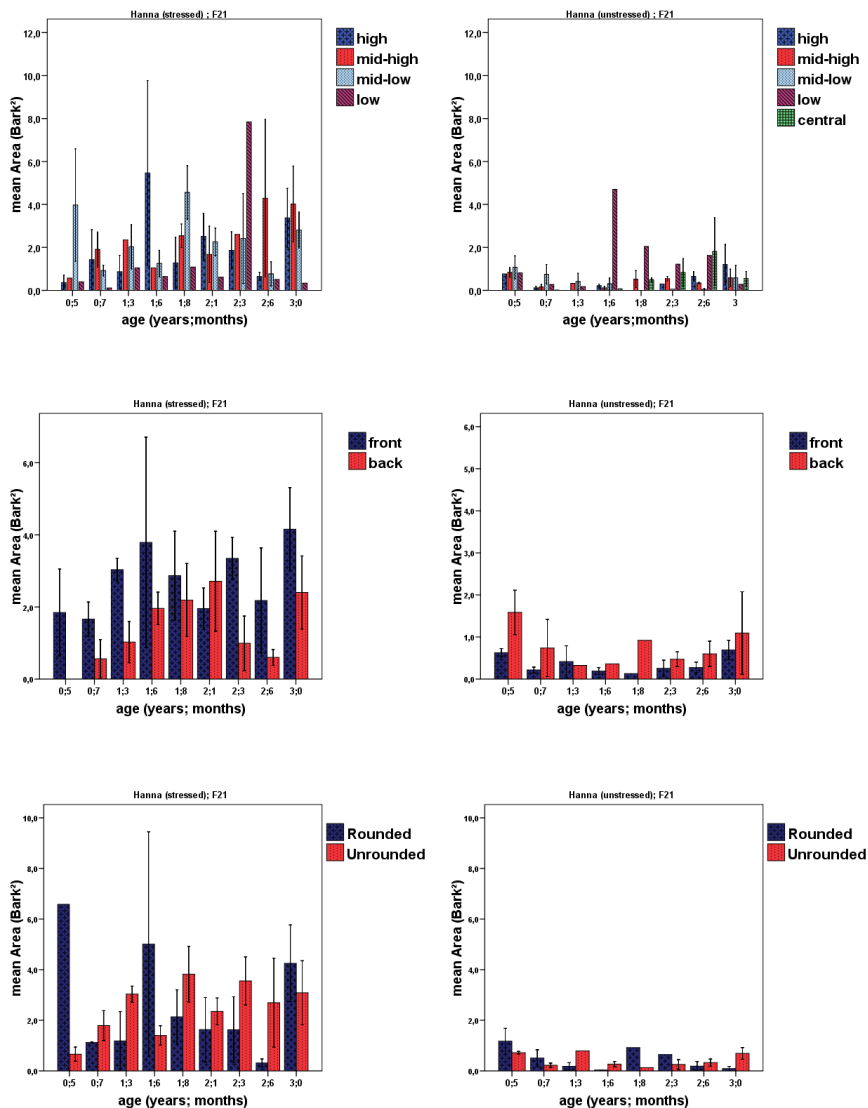 Hanna (stressed) ; F21
12,0
10,0
8,0
6,0
4,0
2,0
0,0
mean Area (Bark²)
0;5 0;7 1;3 1;6 1;8 2;1 2;3 2;6 3;0
age (years;months)
high
mid-high
mid-low
low
Hanna (unstressed) ; F21
12,0
10,0
8,0
6,0
4,0
2,0
0,0
mean Area (Bark²)
0;5 0;7 1;3 1;6 1;8 2;3 2;6 3
age (years;months)
high
mid-high
mid-low
low
central
Hanna (stressed); F21
6,0
4,0
2,0
0,0
mean Area (Bark²)
0;5 0;7 1;3 1;6 1;8 2;1 2;3 2;6 3;0
age (years; months)
front
back
Hanna (unstressed); F21
6,0
5,0
4,0
3,0
2,0
1,0
0,0
mean Area (Bark²)
0;5 0;7 1;3 1;6 1;8 2;3 2;6 3;0
age (years; months)
front
back
Hanna (stressed); F21
10,0
8,0
6,0
4,0
2,0
0,0
mean Area (Bark²)
0;5 0;7 1;3 1;6 1;8 2;1 2;3 2;6 3;0
age (years; months)
Rounded
Unrounded
Hanna (unstressed); F21
10,0
8,0
6,0
4,0
2,0
0,0
mean Area (Bark²)
0;5 0;7 1;3 1;6 1;8 2;3 2;6 3;0
age (years; months)
Rounded
Unrounded